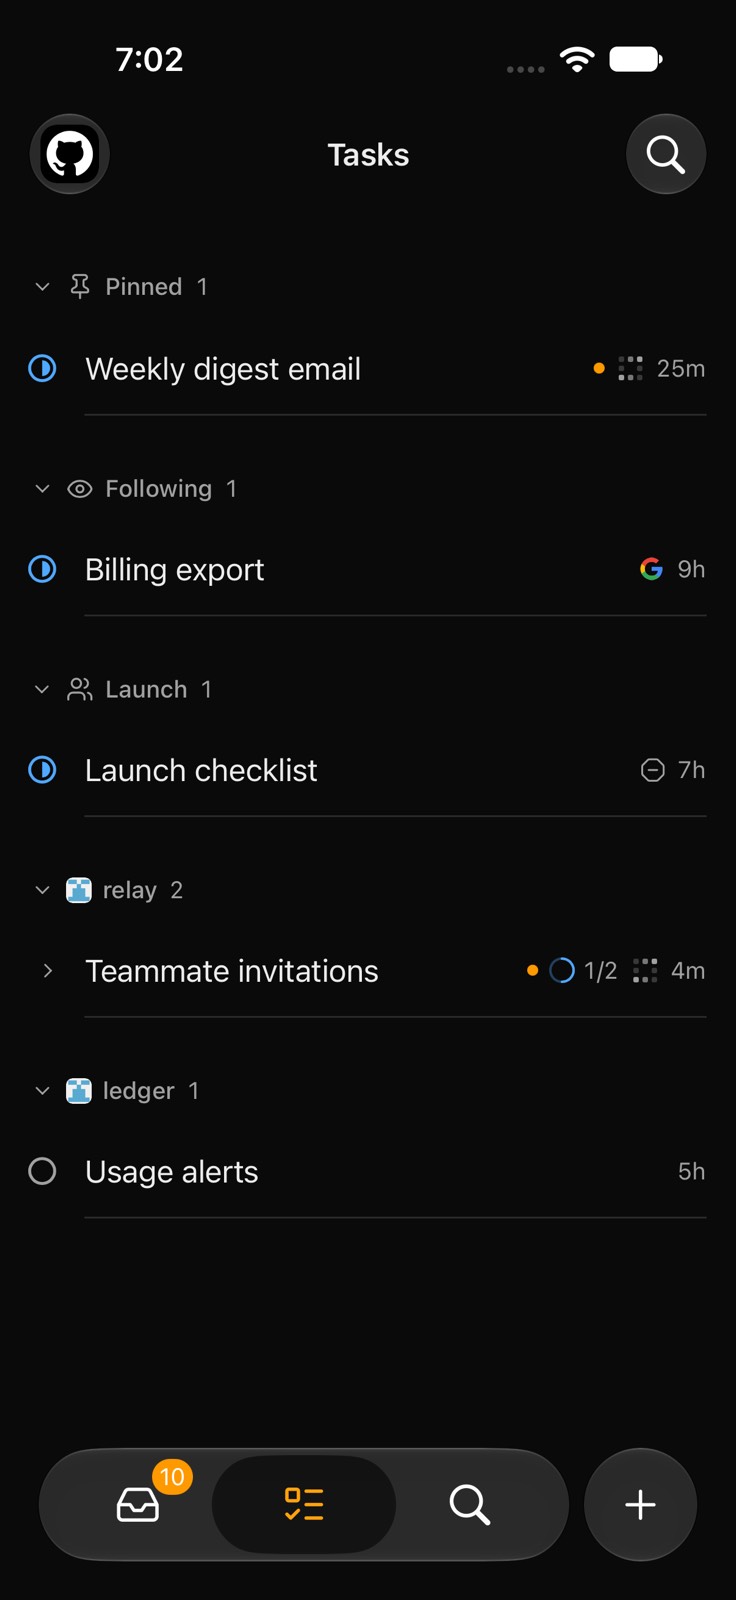 7:02
Tasks
Pinned 1
Weekly digest email 25m
Following 1
Billing export 9h
Launch 1
Launch checklist 7h
relay 2
Teammate invitations 1/2 4m
ledger 1
Usage alerts 5h
10